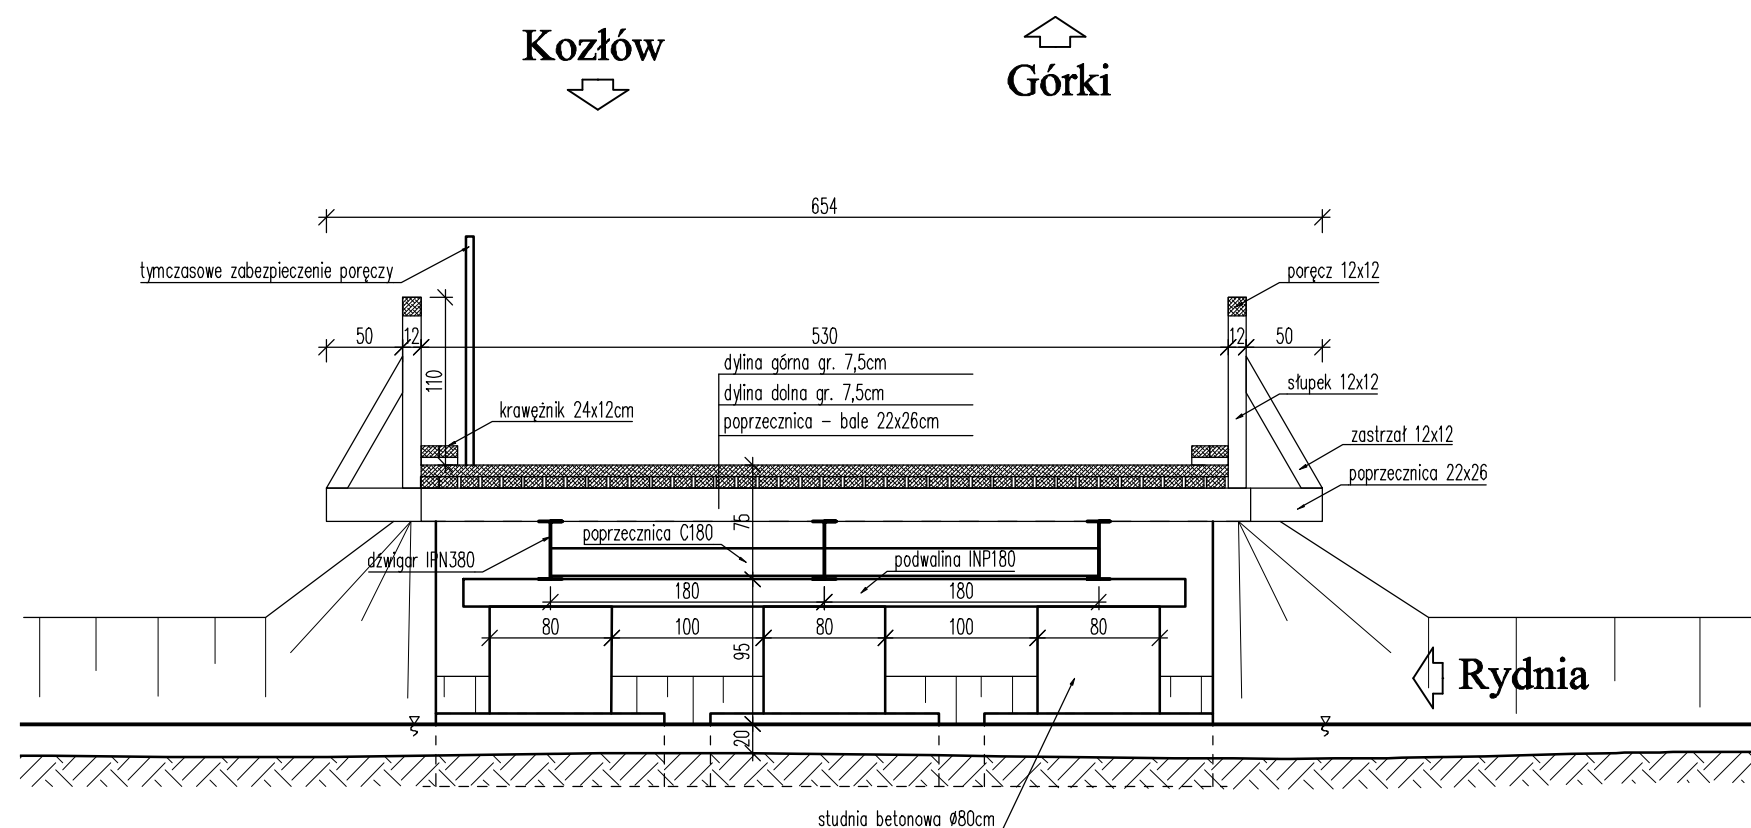 Kozłów
Górki
654
tymczasowe zabezpieczenie poręczy
poręcz 12x12
50
12
530
12
50
dylina górna gr. 7,5cm
110
dylina dolna gr. 7,5cm
słupek 12x12
krawężnik 24x12cm
poprzecznica – bale 22x26cm
zastrzał 12x12
poprzecznica 22x26
75
poprzecznica C180
dźwigar IPN380
podwalina INP180
180
180
80
100
80
100
80
95
Rydnia
20
studnia betonowa Ø80cm